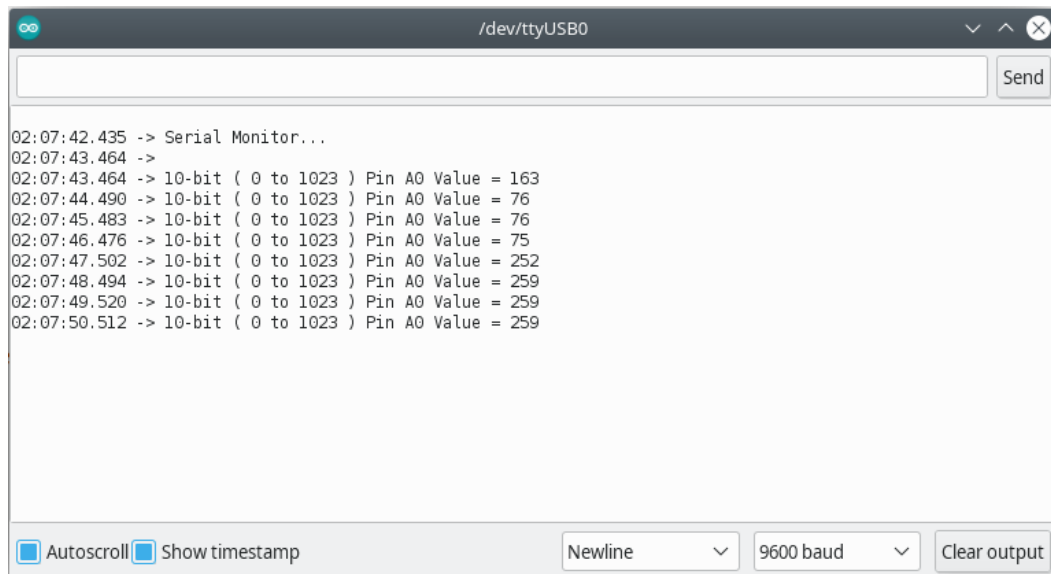 /dev/ttyUSB0
Send
02:07:42.435 -> Serial Monitor...
02:07:43.464 ->
02:07:43.464 -> 10-bit ( 0 to 1023 ) Pin A0 Value = 163
02:07:44.490 -> 10-bit ( 0 to 1023 ) Pin A0 Value = 76
02:07:45.483 -> 10-bit ( 0 to 1023 ) Pin A0 Value = 76
02:07:46.476 -> 10-bit ( 0 to 1023 ) Pin A0 Value = 75
02:07:47.502 -> 10-bit ( 0 to 1023 ) Pin A0 Value = 252
02:07:48.494 -> 10-bit ( 0 to 1023 ) Pin A0 Value = 259
02:07:49.520 -> 10-bit ( 0 to 1023 ) Pin A0 Value = 259
02:07:50.512 -> 10-bit ( 0 to 1023 ) Pin A0 Value = 259
Autoscroll Show timestamp Newline 9600 baud Clear output